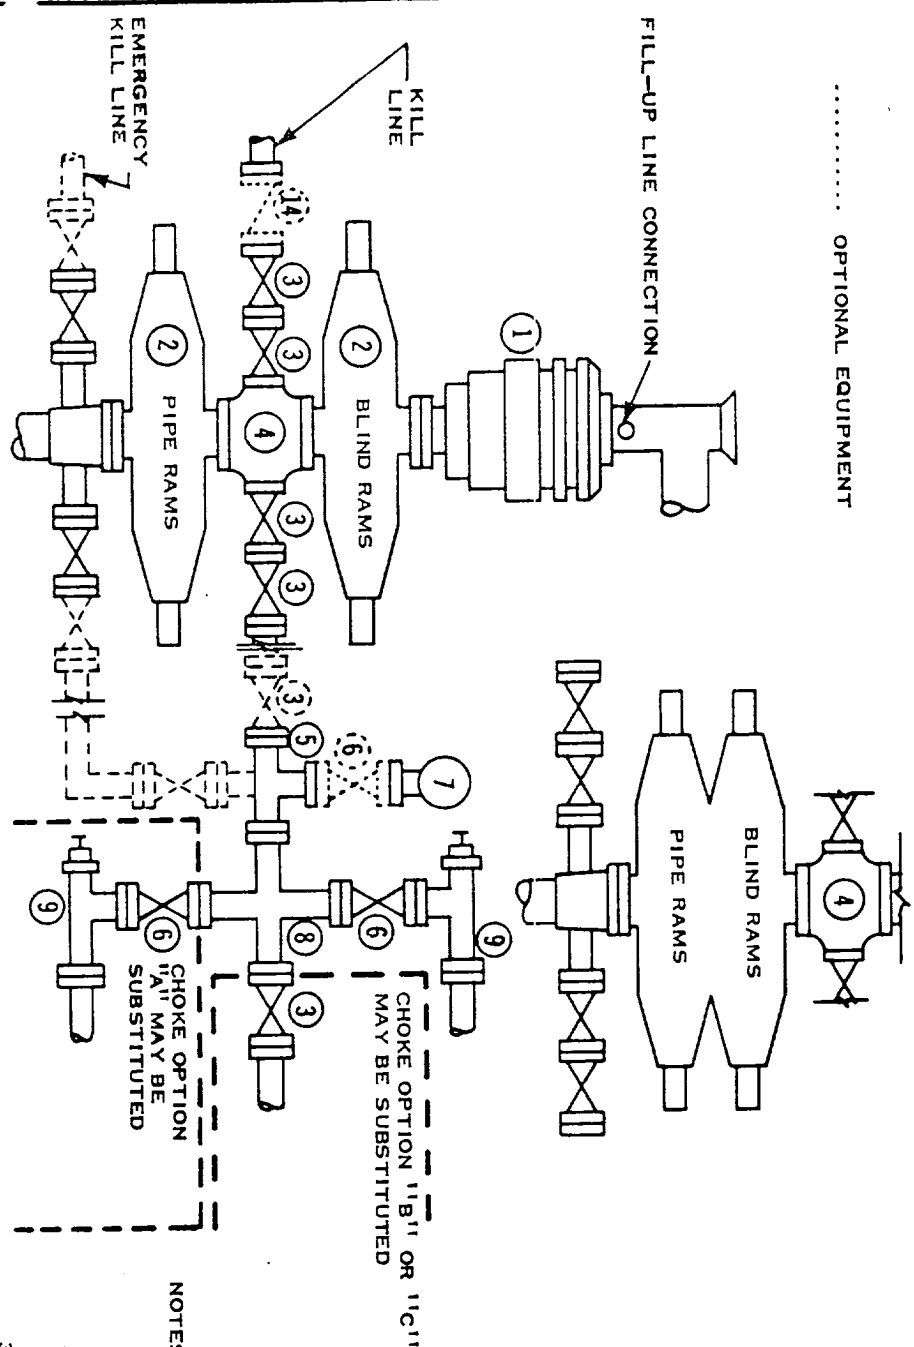 .......... OPTIONAL EQUIPMENT
FILL-UP LINE CONNECTION
KILL
LINE
EMERGENCY
KILL LINE
1
2
BLIND RAMS
14
3
3
4
3
3
3
2
PIPE RAMS
5
6
7
4
BLIND RAMS
PIPE RAMS
9
6
8
3
6
9
CHOKE OPTION "B" OR "C"
MAY BE SUBSTITUTED
CHOKE OPTION
"A" MAY BE
SUBSTITUTED
NOTES